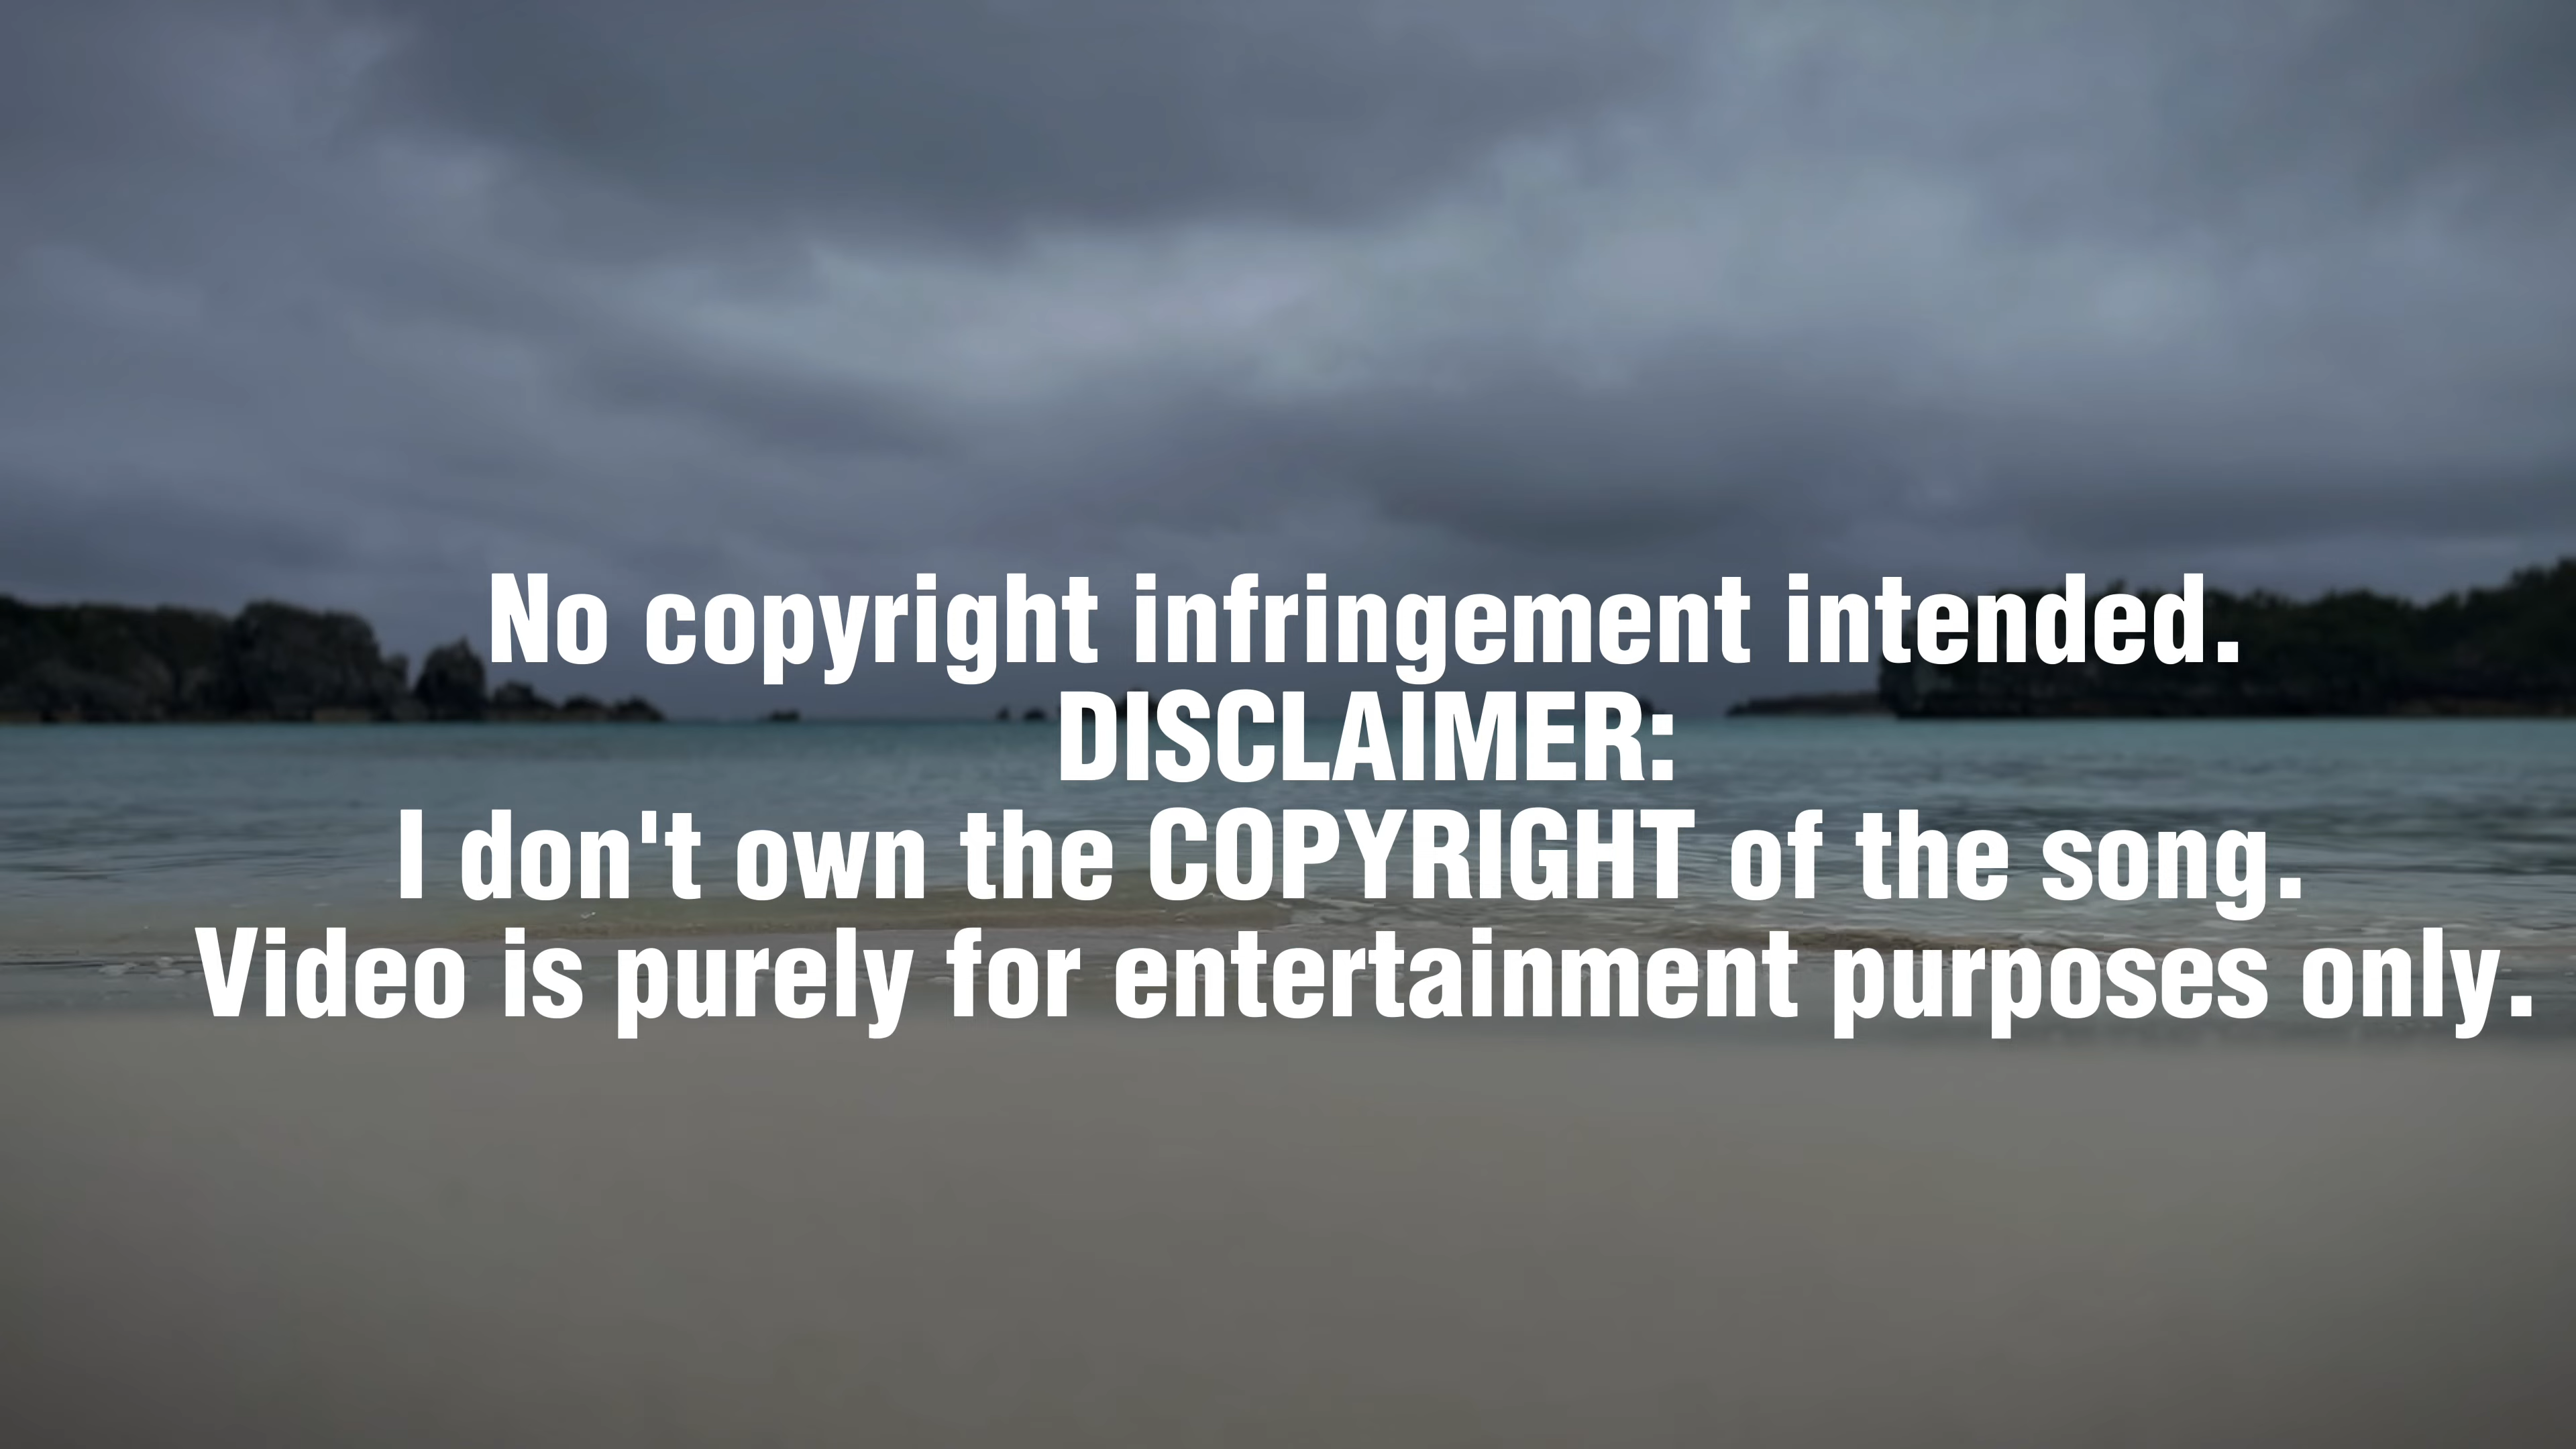 No copyright infringement intended.
DISCLAIMER:
I don't own the COPYRIGHT of the song.
Video is purely for entertainment purposes only.